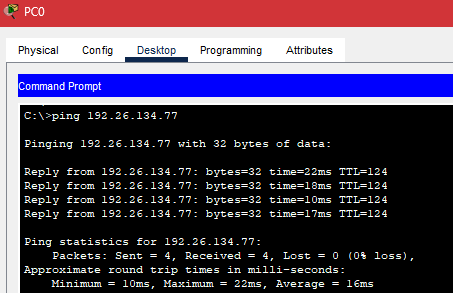 PC0
Physical Config Desktop Programming Attributes
Command Prompt
C:\>ping 192.26.134.77
Pinging 192.26.134.77 with 32 bytes of data:
Reply from 192.26.134.77: bytes=32 time=22ms TTL=124
Reply from 192.26.134.77: bytes=32 time=18ms TTL=124
Reply from 192.26.134.77: bytes=32 time=10ms TTL=124
Reply from 192.26.134.77: bytes=32 time=17ms TTL=124
Ping statistics for 192.26.134.77:
Packets: Sent = 4, Received = 4, Lost = 0 (0% loss),
Approximate round trip times in milli-seconds:
Minimum = 10ms, Maximum = 22ms, Average = 16ms